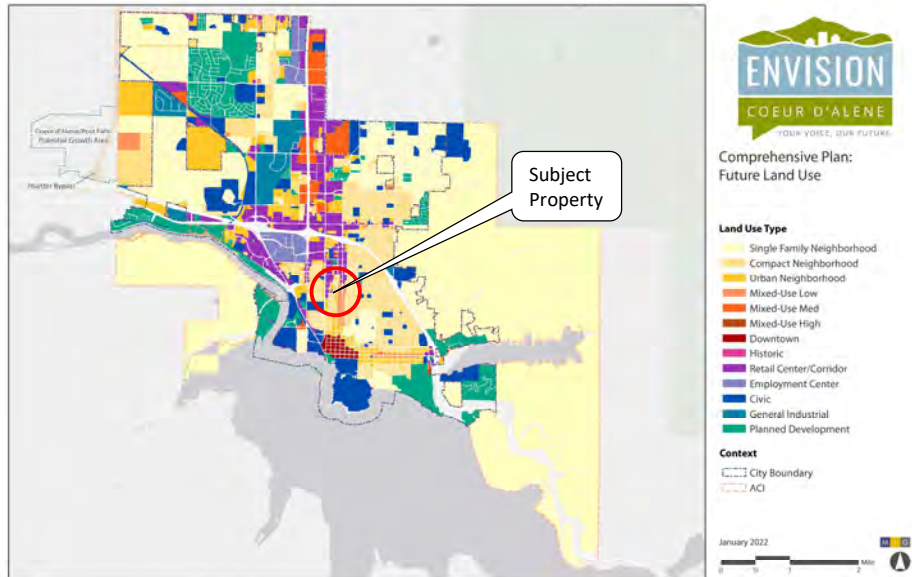 Coeur d'Alene/Post Falls
Potential Growth Area
Huetter Bypass
Subject
Property
ENVISION
COEUR D'ALENE
YOUR VOICE, OUR FUTURE
Comprehensive Plan:
Future Land Use
Land Use Type
Single Family Neighborhood
Compact Neighborhood
Urban Neighborhood
Mixed-Use Low
Mixed-Use Med
Mixed-Use High
Downtown
Historic
Retail Center/Corridor
Employment Center
Civic
General Industrial
Planned Development
Context
City Boundary
ACI
January 2022
M I G
0
1
2
Mile